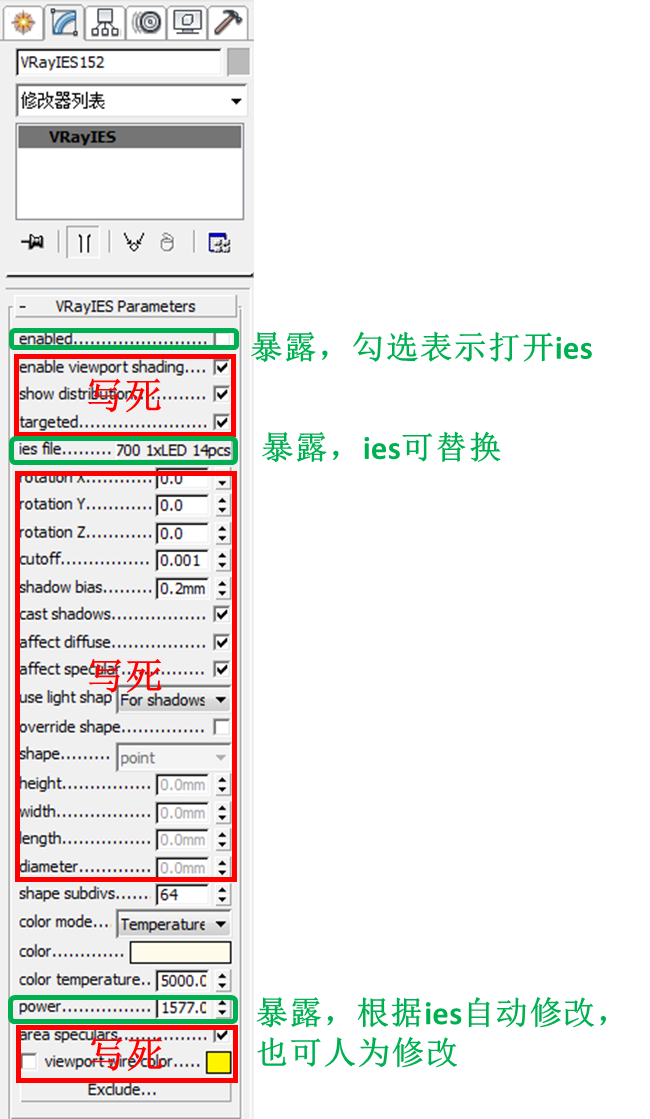 VRayIES152
修改器列表
VRayIES
- VRayIES Parameters
enabled........................
暴露，勾选表示打开ies
enable viewport shading....
show distribution............
写死
targeted.......................
ies file......... 700 1xLED 14pcs
暴露，ies可替换
rotation X............ 0.0
rotation Y............ 0.0
rotation Z............ 0.0
cutoff................ 0.001
shadow bias......... 0.2mm
cast shadows.................
affect diffuse................
affect specular...............
写死
use light shap For shadows
override shape...............
shape......... point
height................ 0.0mm
width................. 0.0mm
length................ 0.0mm
diameter............. 0.0mm
shape subdivs...... 64
color mode... Temperature
color.............
color temperature.. 5000.0
power................ 1577.0
暴露，根据ies自动修改，
也可人为修改
area speculars...............
写死
viewport wire color.....
Exclude...